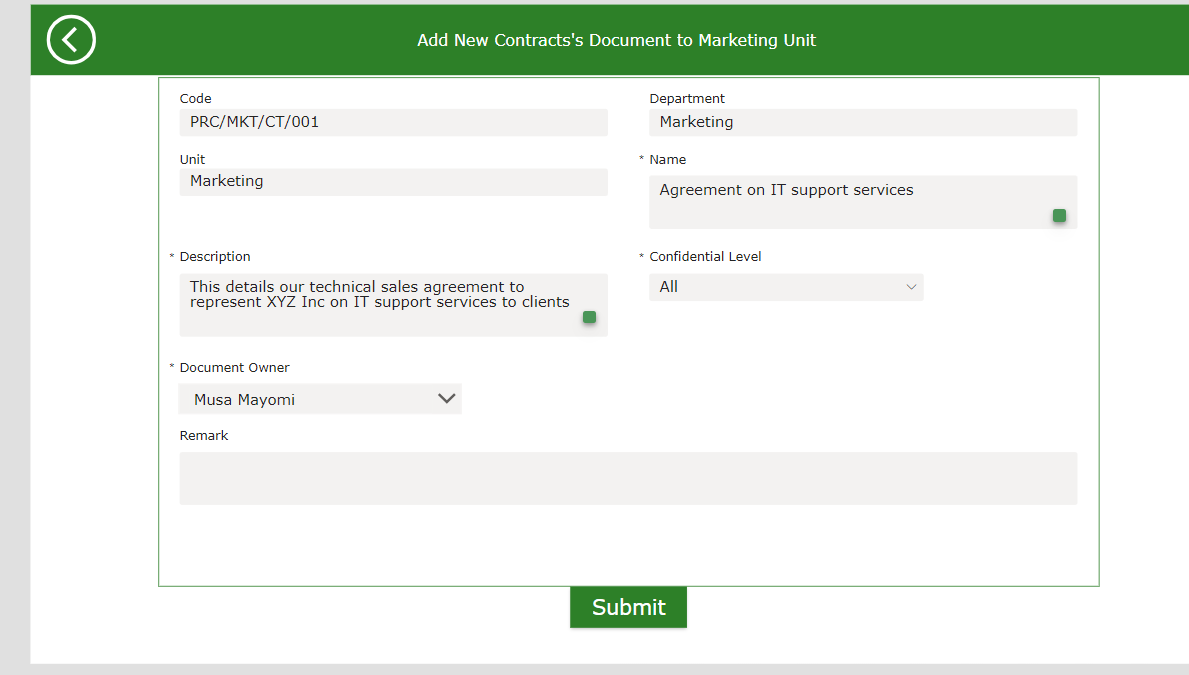 Add New Contracts's Document to Marketing Unit
Code
Department
PRC/MKT/CT/001
Marketing
Unit
* Name
Marketing
Agreement on IT support services
* Description
* Confidential Level
This details our technical sales agreement to
represent XYZ Inc on IT support services to clients
All
* Document Owner
Musa Mayomi
Remark
Submit